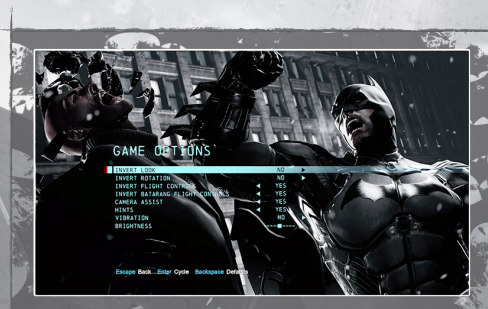 GAME OPTIONS
INVERT LOOK NO
INVERT ROTATION NO
INVERT FLIGHT CONTROLS YES
INVERT BATARANG FLIGHT CONTROLS YES
CAMERA ASSIST YES
HINTS YES
VIBRATION NO
BRIGHTNESS
Escape Back Enter Cycle Backspace Defaults